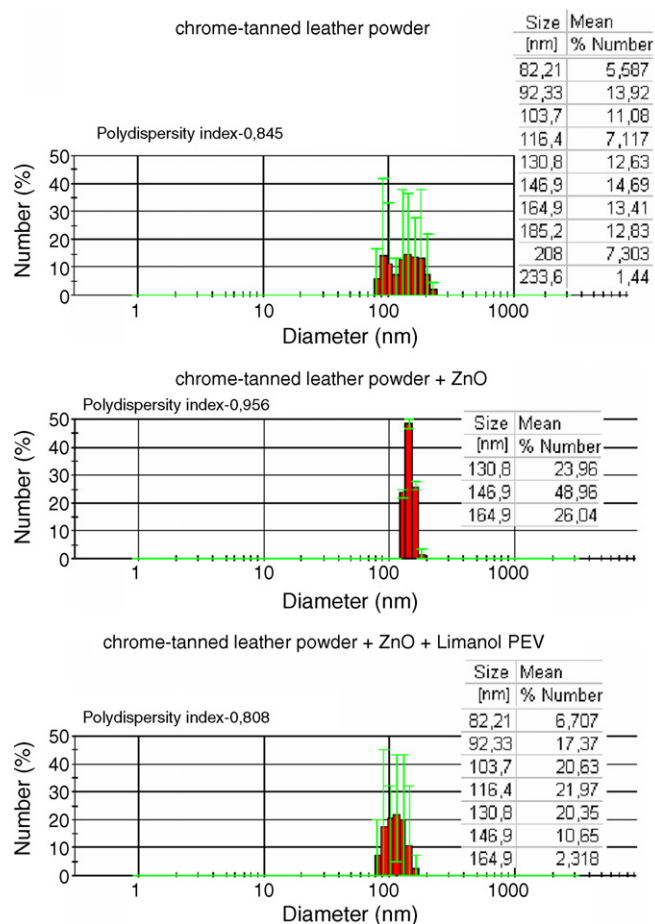 chrome-tanned leather powder
Size Mean
[nm] % Number
82,21 5,587
92,33 13,92
103,7 11,08
116,4 7,117
130,8 12,63
146,9 14,69
164,9 13,41
185,2 12,83
208 7,303
233,6 1,44
Polydispersity index-0,845
Number (%)
50
40
30
20
10
0
1 10 100 1000
Diameter (nm)
chrome-tanned leather powder + ZnO
Polydispersity index-0,956
Size Mean
[nm] % Number
130,8 23,96
146,9 48,96
164,9 26,04
Number (%)
50
40
30
20
10
0
1 10 100 1000
Diameter (nm)
chrome-tanned leather powder + ZnO + Limanol PEV
Size Mean
[nm] % Number
82,21 6,707
92,33 17,37
103,7 20,63
116,4 21,97
130,8 20,35
146,9 10,65
164,9 2,318
Polydispersity index-0,808
Number (%)
50
40
30
20
10
0
1 10 100 1000
Diameter (nm)